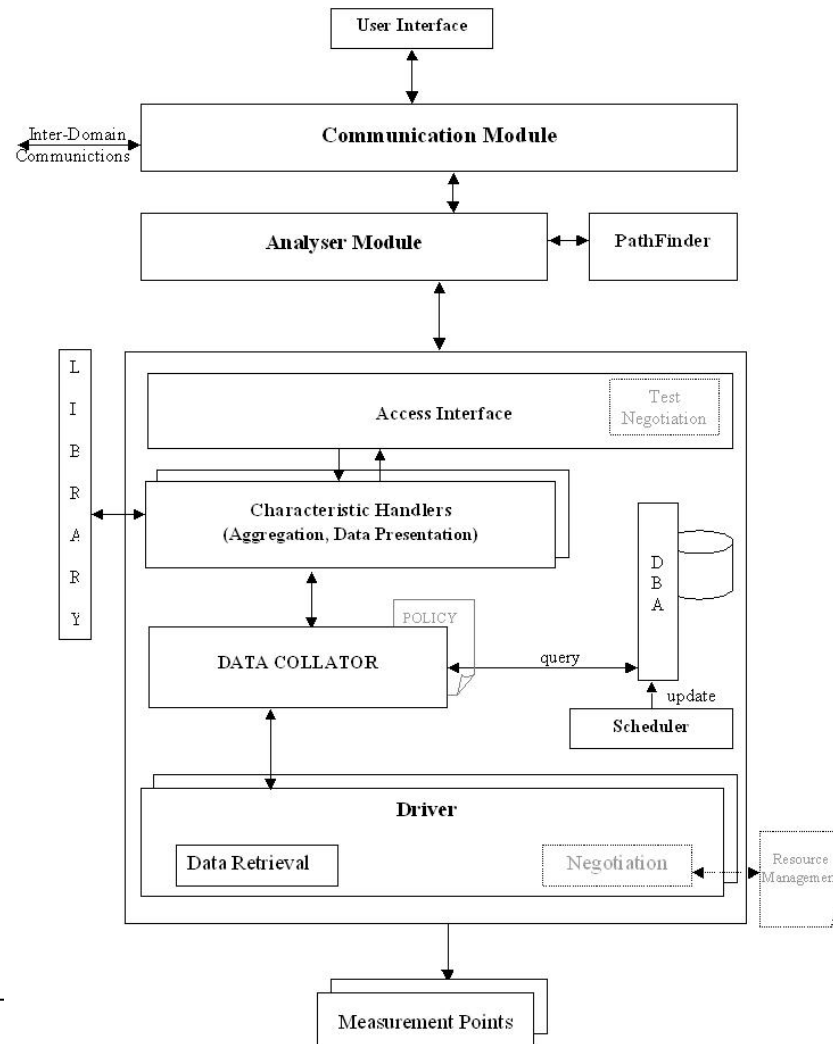 User Interface
Inter-Domain
Communictions
Communication Module
Analyser Module
PathFinder
L
I
B
R
A
R
Y
Access Interface
Test
Negotiation
Characteristic Handlers
(Aggregation, Data Presentation)
D
B
A
POLICY
DATA COLLATOR
query
update
Scheduler
Driver
Data Retrieval
Negotiation
Resource
Managemen
Measurement Points